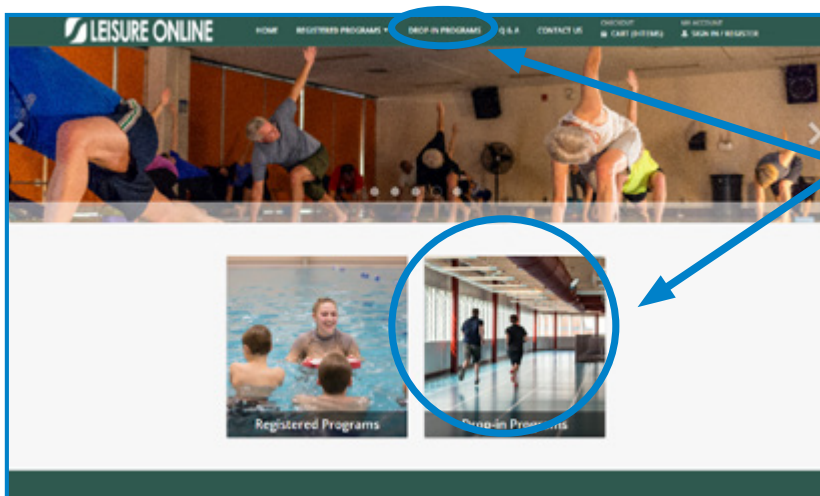 LEISURE ONLINE
HOME REGISTERED PROGRAMS DROP-IN PROGRAMS Q & A CONTACT US CHECKOUT CART (0 ITEMS) MY ACCOUNT SIGN IN / REGISTER
Registered Programs
Drop-in Programs